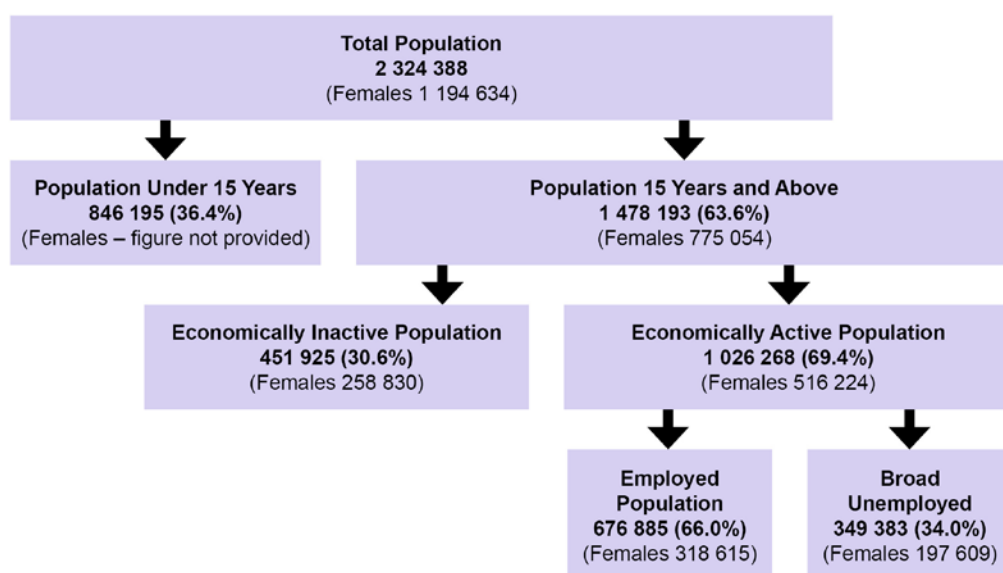 Total Population
2 324 388
(Females 1 194 634)
Population Under 15 Years
846 195 (36.4%)
(Females – figure not provided)
Population 15 Years and Above
1 478 193 (63.6%)
(Females 775 054)
Economically Inactive Population
451 925 (30.6%)
(Females 258 830)
Economically Active Population
1 026 268 (69.4%)
(Females 516 224)
Employed
Population
676 885 (66.0%)
(Females 318 615)
Broad
Unemployed
349 383 (34.0%)
(Females 197 609)